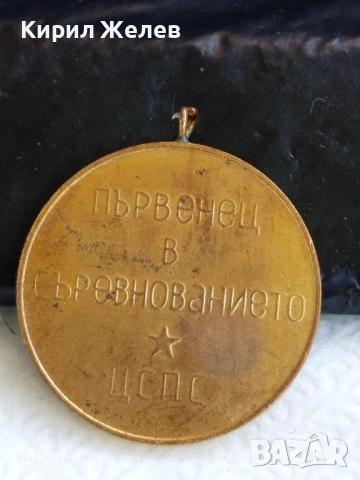 Кирил Желев
ПЪРВЕНЕЦ
В
СЪРЕВНОВАНИЕТО
ЦСПС
BAZAR